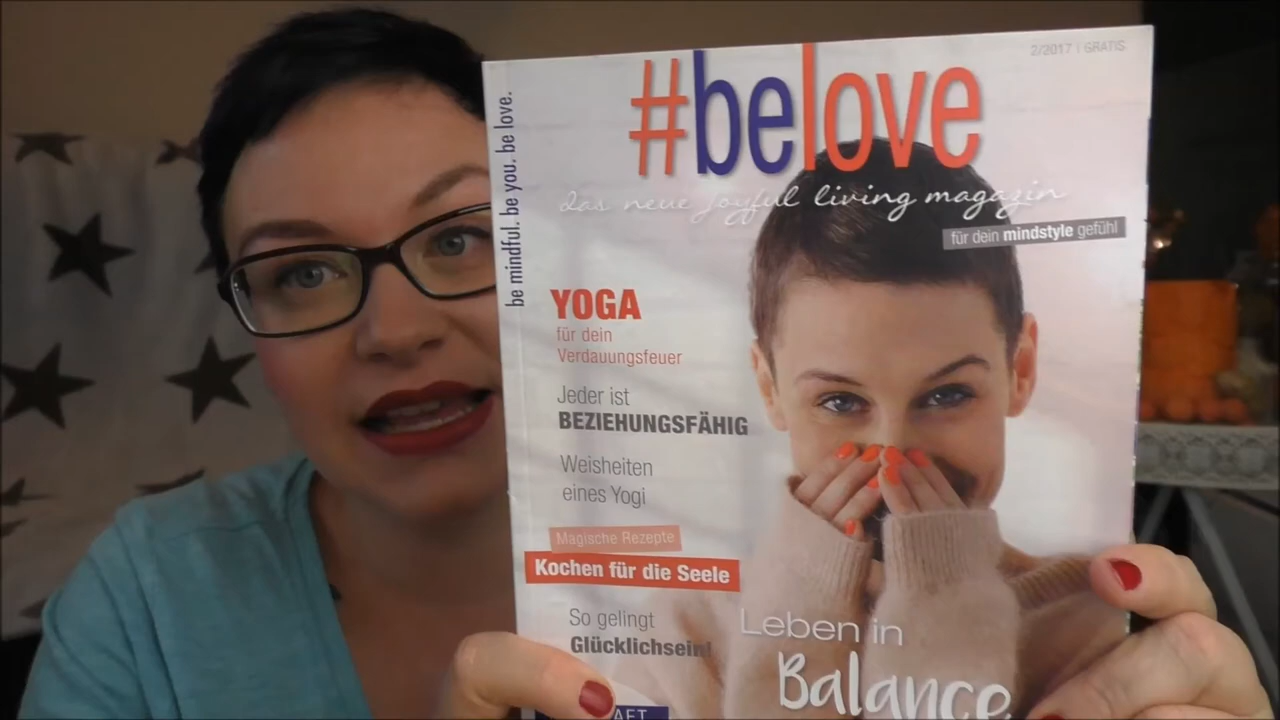 2/2017 | GRATIS
#belove
das neue Joyful living magazin
für dein mindstyle gefühl
be mindful. be you. be love.
YOGA
für dein
Verdauungsfeuer
Jeder ist
BEZIEHUNGSFÄHIG
Weisheiten
eines Yogi
Magische Rezepte
Kochen für die Seele
So gelingt
Glücklichsein!
Leben in
Balance